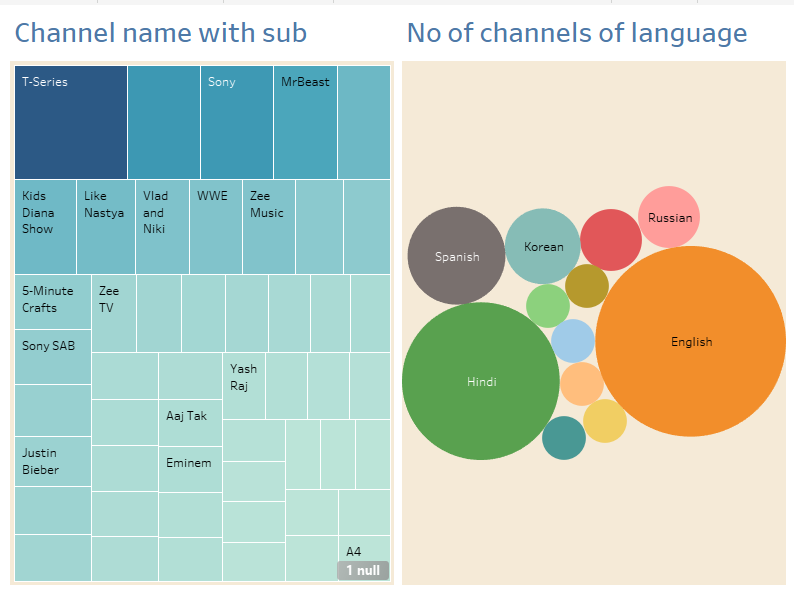 Channel name with sub
No of channels of language
T-Series
Sony
MrBeast
Kids
Diana
Show
Like
Nastya
Vlad
and
Niki
WWE
Zee
Music
5-Minute
Crafts
Zee
TV
Sony SAB
Yash
Raj
Aaj Tak
Justin
Bieber
Eminem
A4
1 null
Russian
Korean
Spanish
English
Hindi